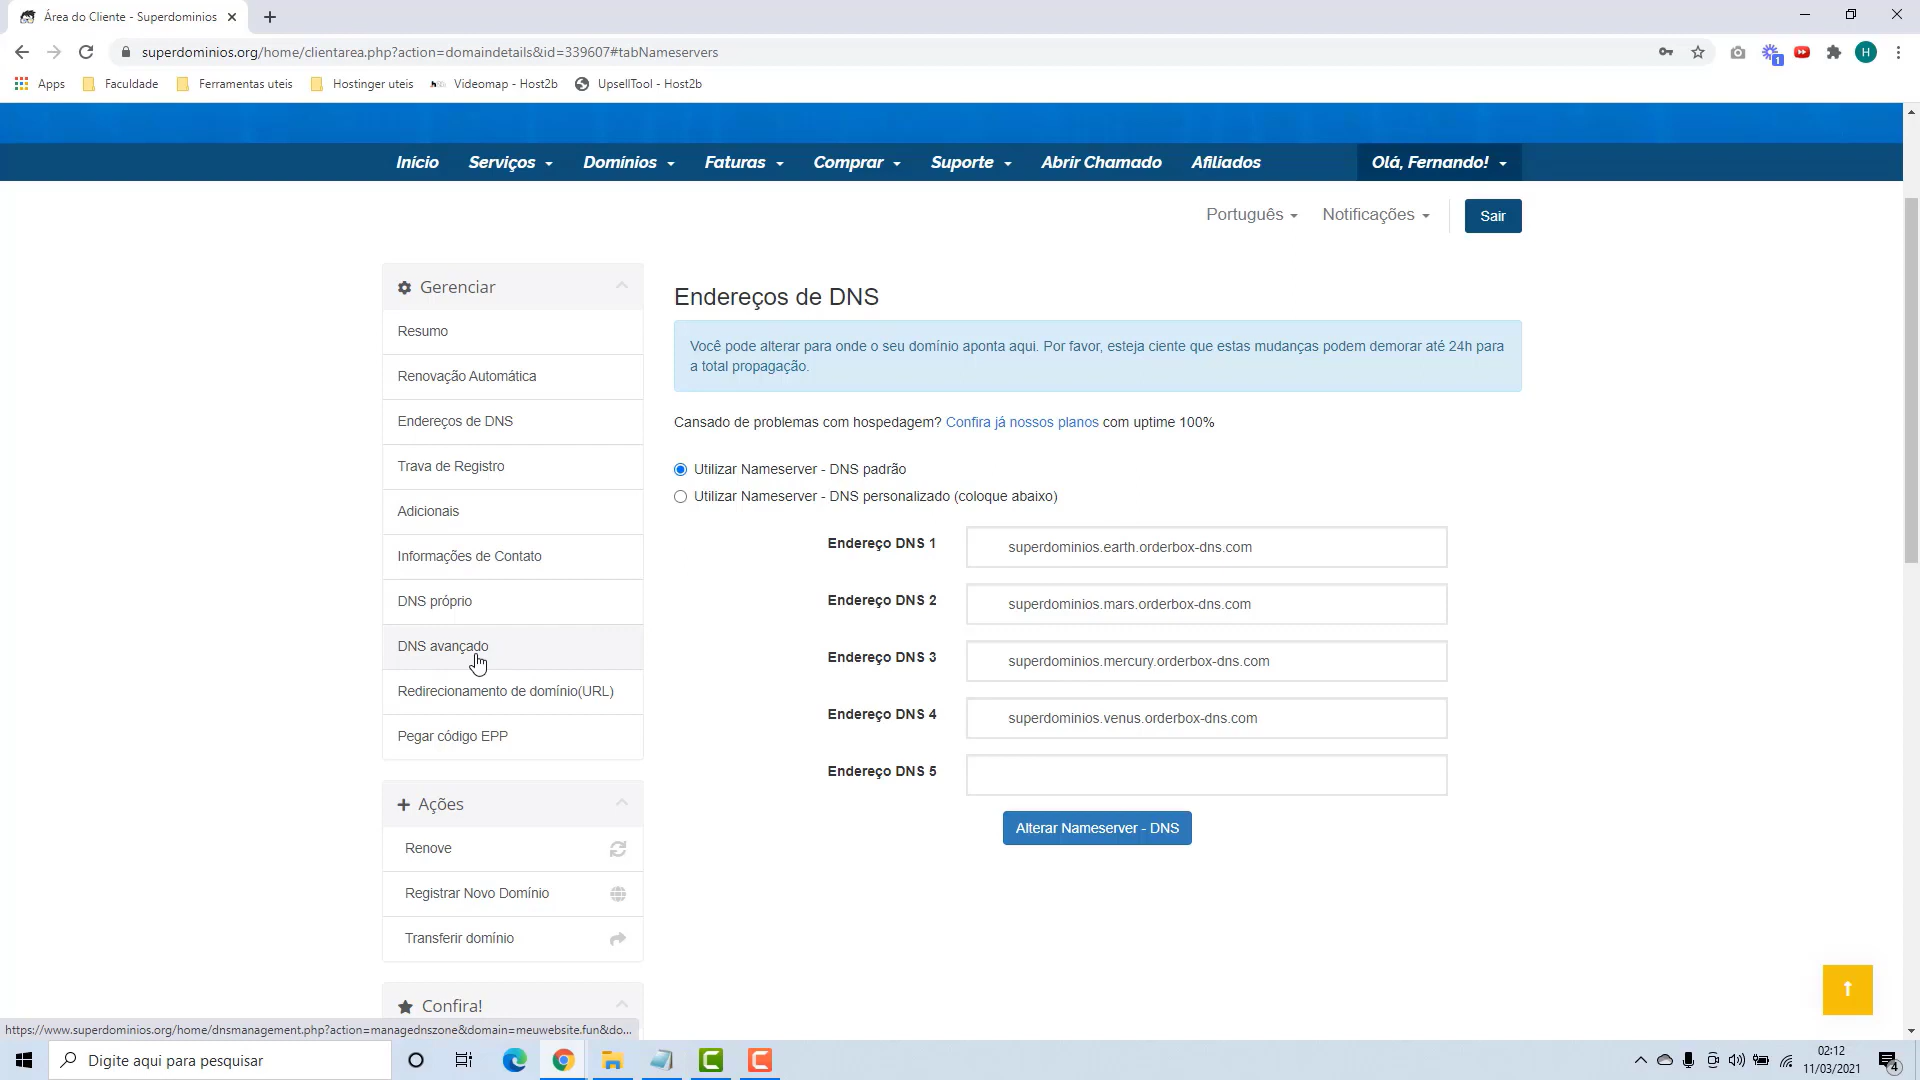 Área do Cliente - Superdominios
superdominios.org/home/clientarea.php?action=domaindetails&id=339607#tabNameservers
1
H
Apps
Faculdade
Ferramentas uteis
Hostinger uteis
Videomap - Host2b
UpsellTool - Host2b
Início
Serviços
Domínios
Faturas
Comprar
Suporte
Abrir Chamado
Afiliados
Olá, Fernando!
Português
Notificações
Sair
Gerenciar
Resumo
Renovação Automática
Endereços de DNS
Trava de Registro
Adicionais
Informações de Contato
DNS próprio
DNS avançado
Redirecionamento de domínio(URL)
Pegar código EPP
Ações
Renove
Registrar Novo Domínio
Transferir domínio
Confira!
Endereços de DNS
Você pode alterar para onde o seu domínio aponta aqui. Por favor, esteja ciente que estas mudanças podem demorar até 24h para
a total propagação.
Cansado de problemas com hospedagem? Confira já nossos planos com uptime 100%
Utilizar Nameserver - DNS padrão
Utilizar Nameserver - DNS personalizado (coloque abaixo)
Endereço DNS 1
superdominios.earth.orderbox-dns.com
Endereço DNS 2
superdominios.mars.orderbox-dns.com
Endereço DNS 3
superdominios.mercury.orderbox-dns.com
Endereço DNS 4
superdominios.venus.orderbox-dns.com
Endereço DNS 5
Alterar Nameserver - DNS
https://www.superdominios.org/home/dnsmanagement.php?action=managednszone&domain=meuwebsite.fun&do...
Digite aqui para pesquisar
02:12
11/03/2021
4